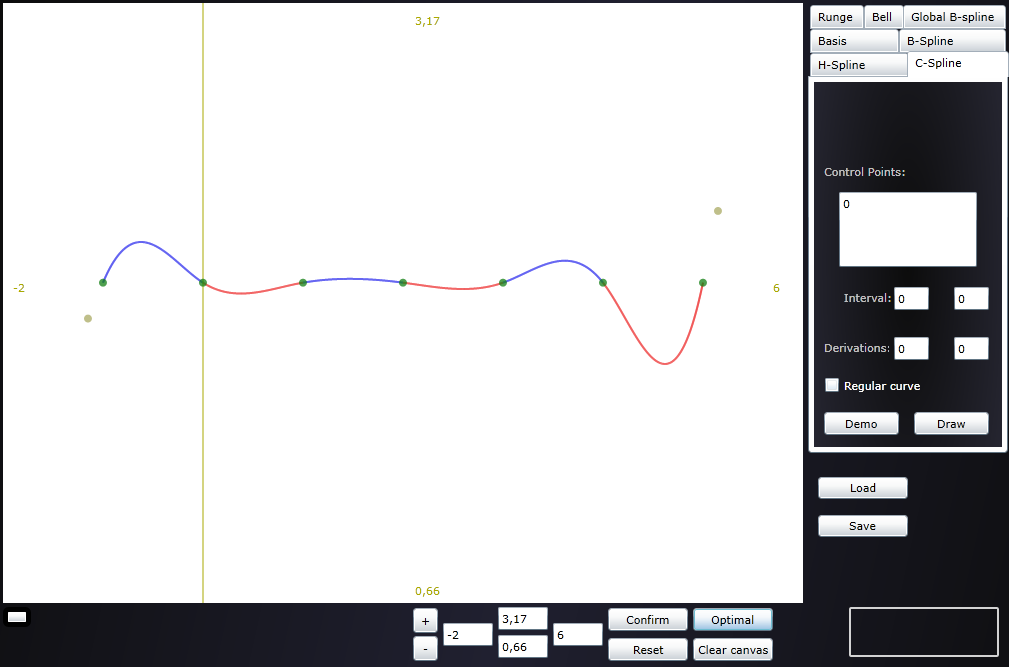 3,17
-2
6
0,66
Runge Bell Global B-spline
Basis B-Spline
H-Spline C-Spline
Control Points:
0
Interval: 0 0
Derivations: 0 0
Regular curve
Demo Draw
Load
Save
+ 3,17 Confirm Optimal
-2 6
- 0,66 Reset Clear canvas